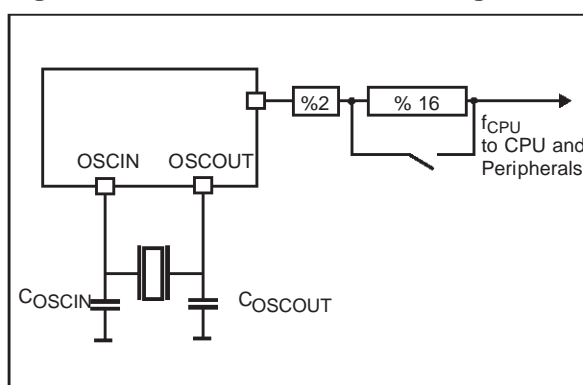 %2
% 16
fCPU
to CPU and
Peripherals
OSCIN
OSCOUT
COSCIN
COSCOUT